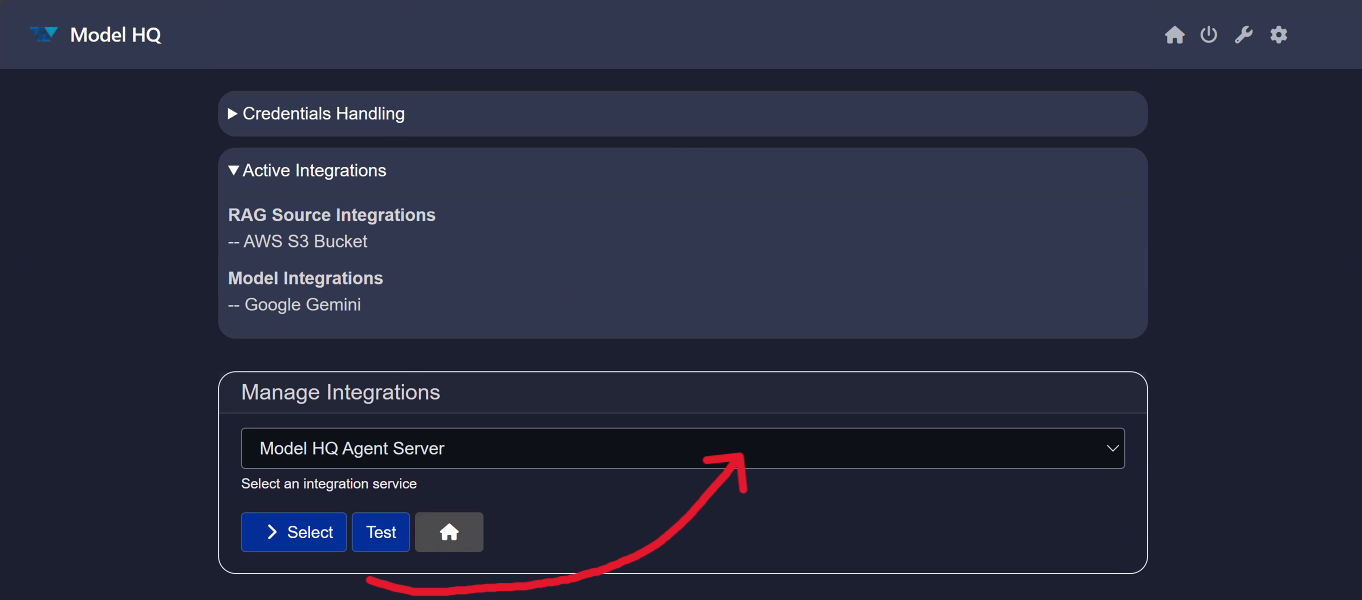 Model HQ
Credentials Handling
Active Integrations
RAG Source Integrations
-- AWS S3 Bucket
Model Integrations
-- Google Gemini
Manage Integrations
Model HQ Agent Server
Select an integration service
Select Test